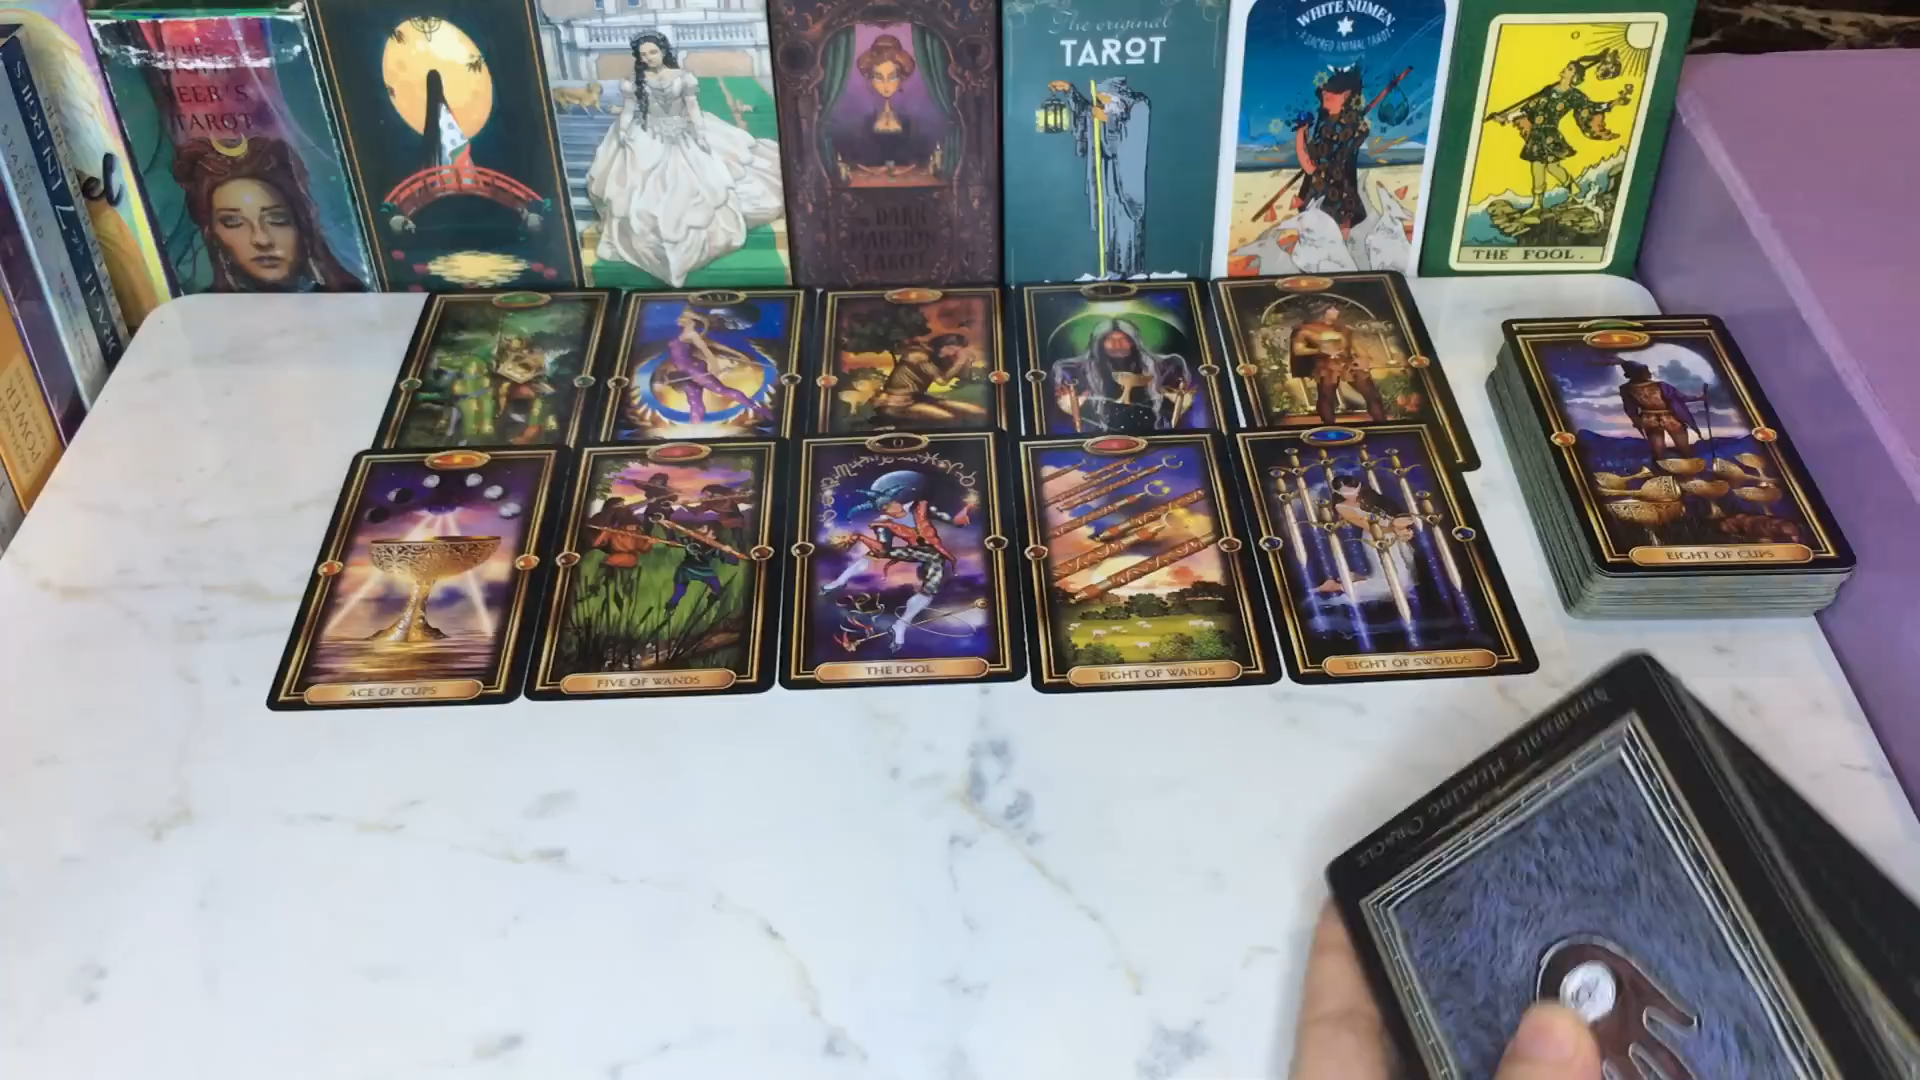 THE
LIGHT
SEER'S
TAROT
DARK
MANSION
TAROT
The original
TAROT
WHITE NUMEN
A SACRED ANIMAL TAROT
THE FOOL.
POWER
XXI
0
EIGHT OF CUPS
ACE OF CUPS
FIVE OF WANDS
THE FOOL
EIGHT OF WANDS
EIGHT OF SWORDS
SHAMANIC HEALING ORACLE